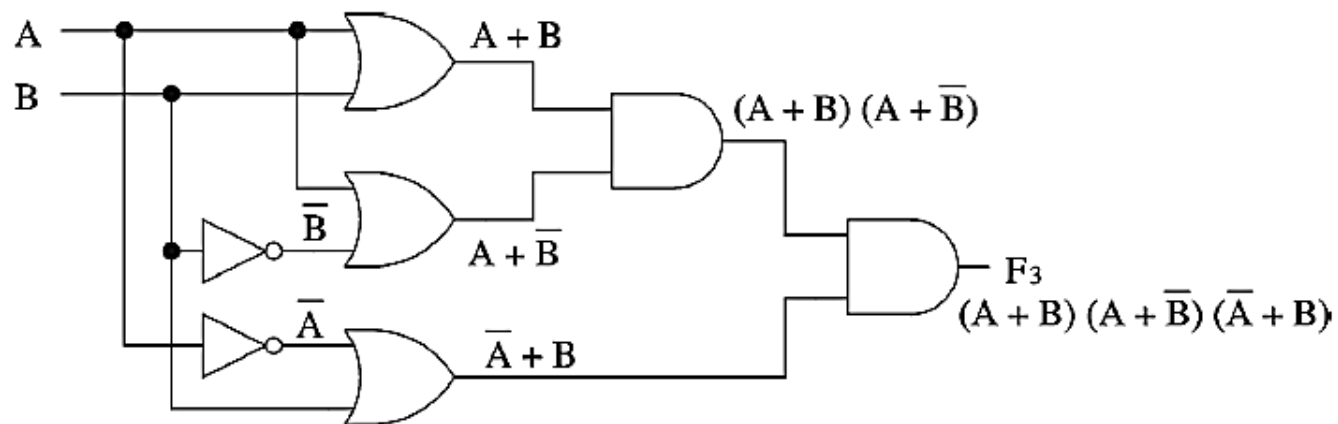 A
B
A + B
(A + B) (A + B̅)
B̅
A + B̅
A̅
A̅ + B
F₃
(A + B) (A + B̅) (A̅ + B)